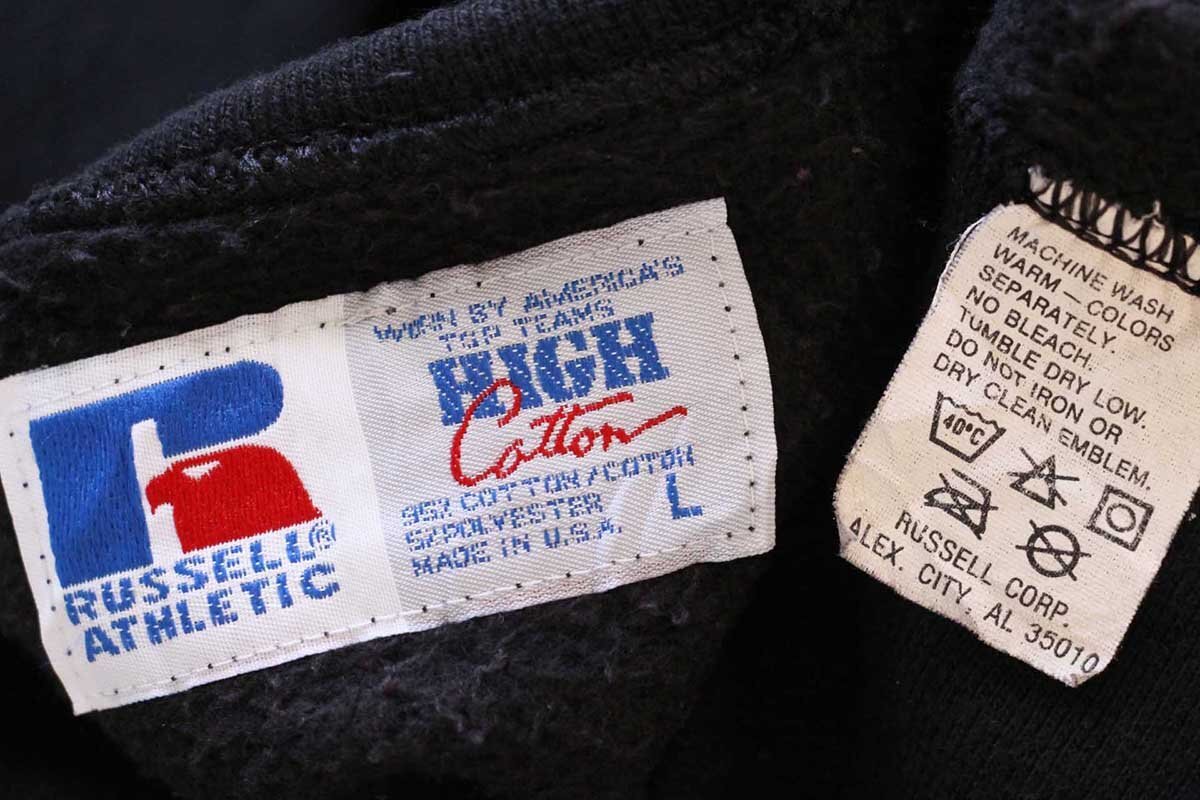 RUSSELL®
ATHLETIC
WORN BY AMERICA'S
TOP TEAMS
HIGH
Cotton
95% COTTON/COTON
5%POLYESTER
MADE IN U.S.A.
L
MACHINE WASH
WARM — COLORS
SEPARATELY.
NO BLEACH.
TUMBLE DRY LOW.
DO NOT IRON OR
DRY CLEAN EMBLEM.
40°C
RUSSELL CORP.
ALEX. CITY, AL 35010